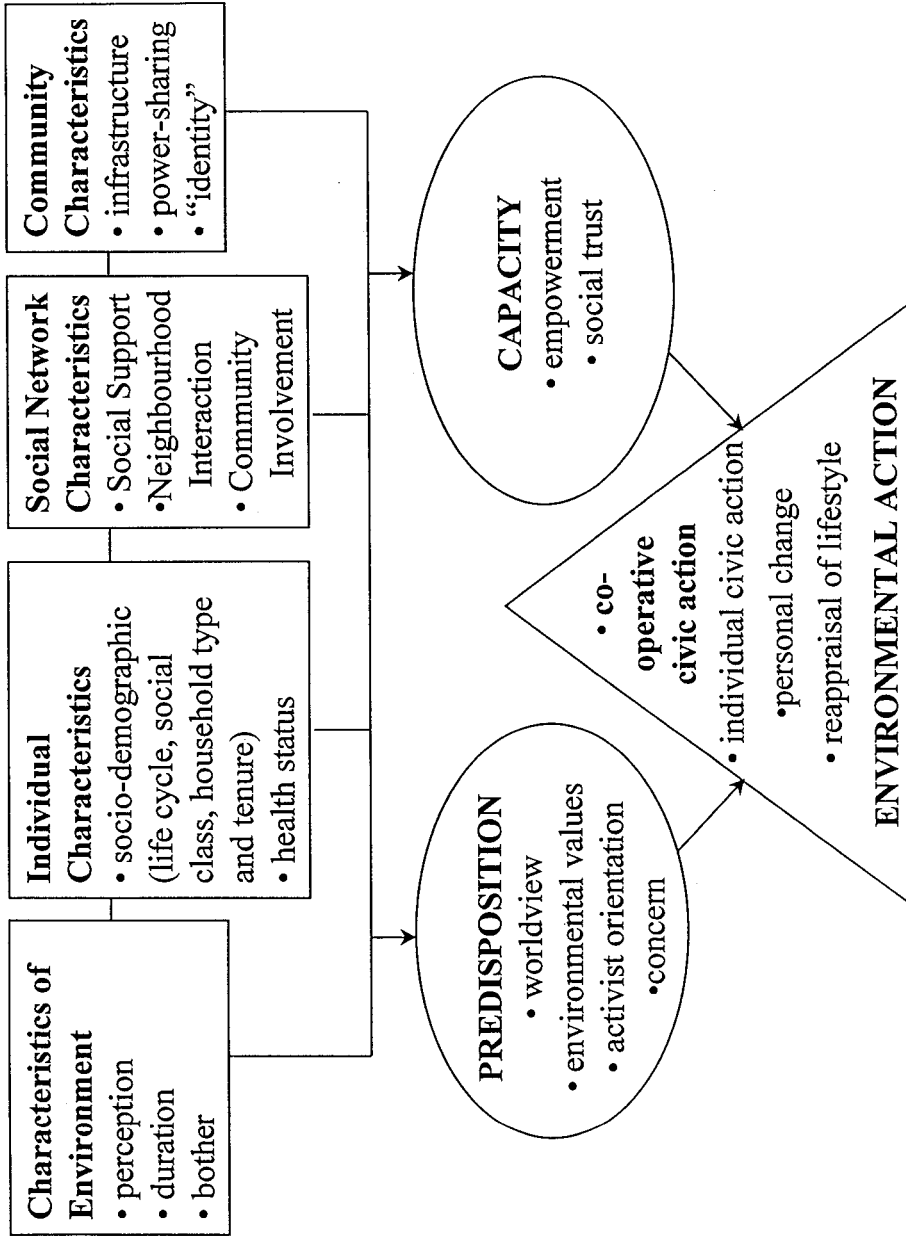 Characteristics of
Environment
• perception
• duration
• bother
Individual
Characteristics
• socio-demographic
(life cycle, social
class, household type
and tenure)
• health status
Social Network
Characteristics
• Social Support
•Neighbourhood
Interaction
• Community
Involvement
Community
Characteristics
• infrastructure
• power-sharing
• “identity”
PREDISPOSITION
• worldview
• environmental values
• activist orientation
•concern
CAPACITY
• empowerment
• social trust
• co-
operative
civic action
• individual civic action
•personal change
• reappraisal of lifestyle
ENVIRONMENTAL ACTION